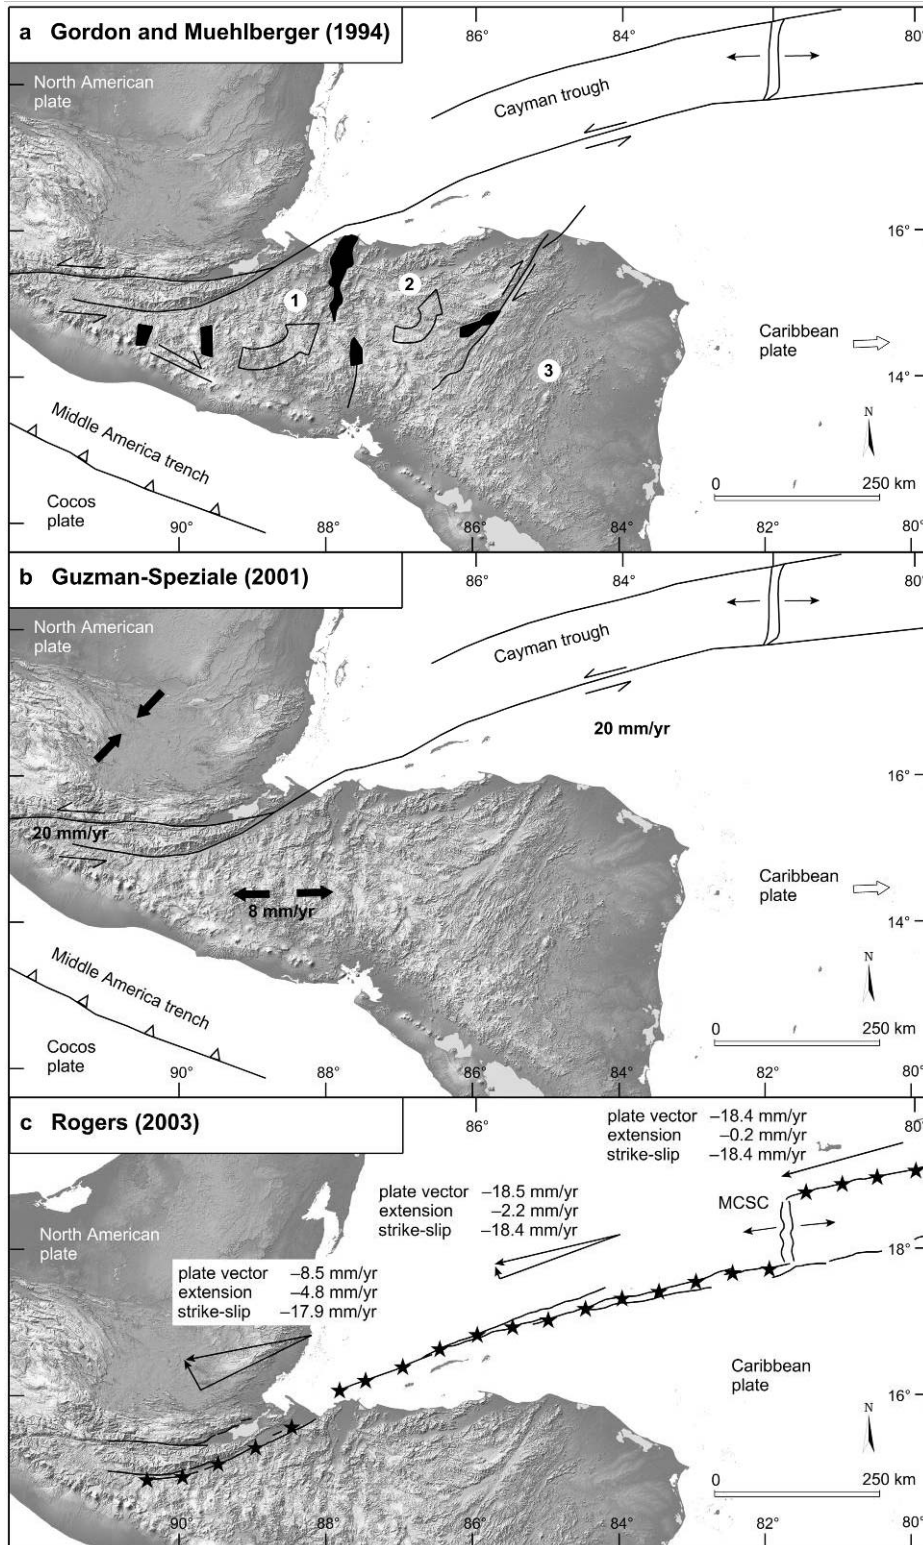 a Gordon and Muehlberger (1994)
86°
84°
80°
North American
plate
Cayman trough
16°
1
2
3
Caribbean
plate
14°
N
Middle America
trench
Cocos
plate
0
250 km
90°
88°
86°
84°
82°
b Guzman-Speziale (2001)
86°
84°
80°
North American
plate
Cayman trough
20 mm/yr
16°
20 mm/yr
8 mm/yr
Caribbean
plate
14°
N
Middle America
trench
Cocos
plate
0
250 km
90°
88°
86°
84°
82°
80°
c Rogers (2003)
86°
80°
plate vector –18.4 mm/yr
extension –0.2 mm/yr
strike-slip –18.4 mm/yr
plate vector –18.5 mm/yr
extension –2.2 mm/yr
strike-slip –18.4 mm/yr
MCSC
North American
plate
18°
plate vector –8.5 mm/yr
extension –4.8 mm/yr
strike-slip –17.9 mm/yr
Caribbean
plate
16°
N
0
250 km
90°
88°
86°
84°
82°
80°